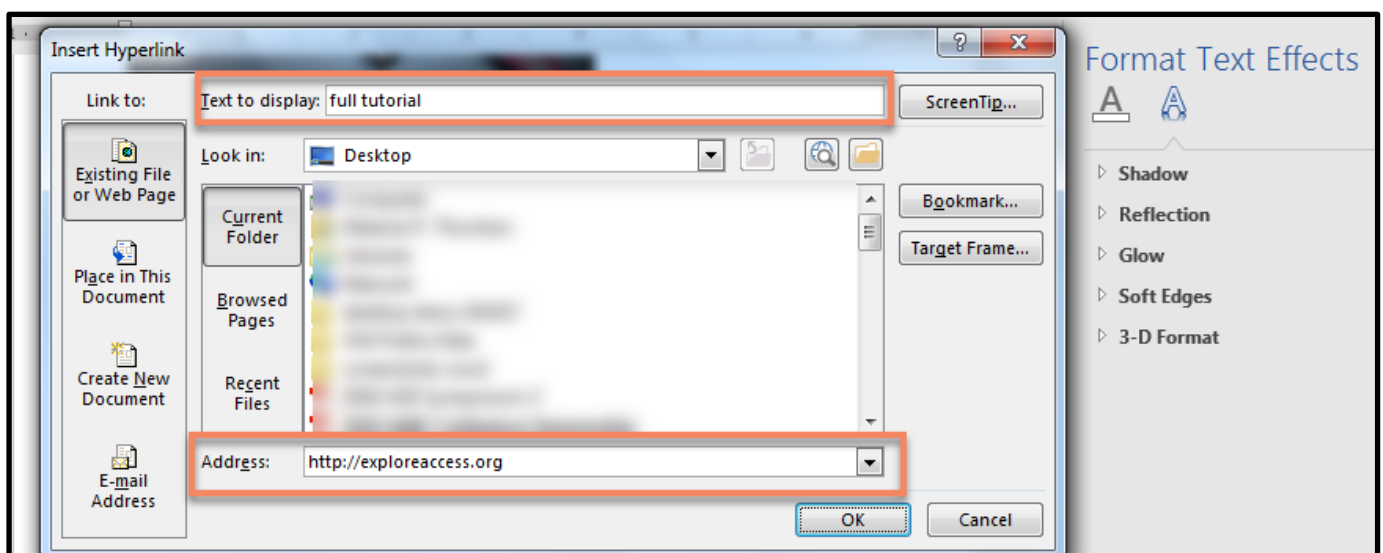 Insert Hyperlink
Format Text Effects
Link to:
Text to display: full tutorial
ScreenTip...
Existing File
or Web Page
Look in: Desktop
Place in This
Document
Create New
Document
E-mail
Address
Current
Folder
Browsed
Pages
Recent
Files
Bookmark...
Target Frame...
Address: http://exploreaccess.org
OK Cancel
Shadow
Reflection
Glow
Soft Edges
3-D Format